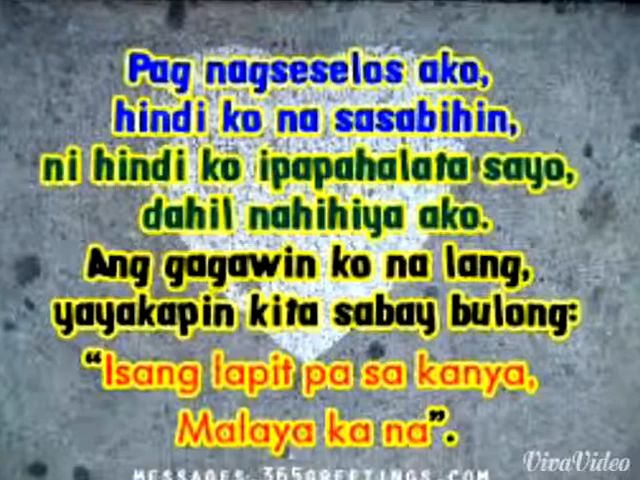 Pag nagseselos ako,
hindi ko na sasabihin,
ni hindi ko ipapahalata sayo,
dahil nahihiya ako.
Ang gagawin ko na lang,
yayakapin kita sabay bulong:
“Isang lapit pa sa kanya,
Malaya ka na”.
MESSAGES.365GREETINGS.COM
VivaVideo